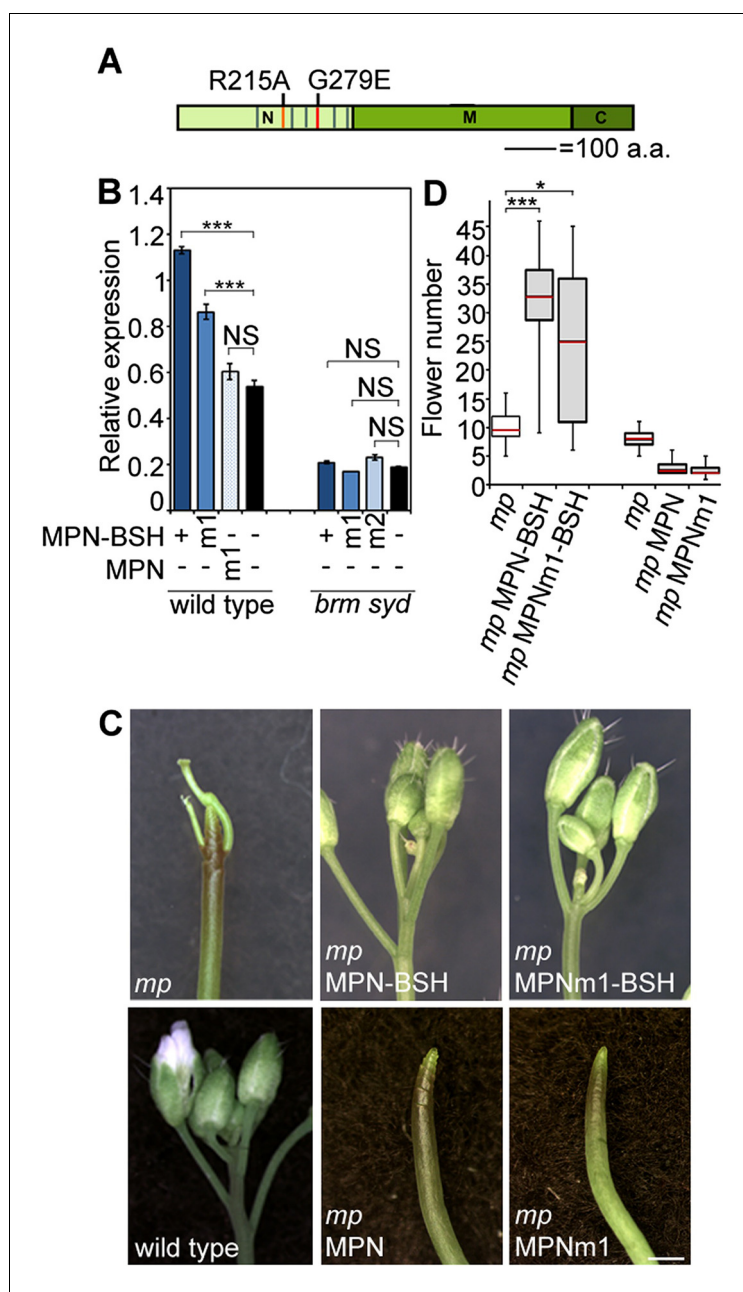 A
R215A G279E
N M C
=100 a.a.
B
Relative expression
1.4
1.2
1
0.8
0.6
0.4
0.2
0
***
***
NS
NS
NS
NS
MPN-BSH + m1 - - + m1 m2 -
MPN - - m1 - - - - -
wild type brm syd
D
Flower number
45
40
35
30
25
20
15
10
5
0
*
***
mp
mp MPN-BSH
mp MPNm1-BSH
mp
mp MPN
mp MPNm1
C
mp
mp
MPN-BSH
mp
MPNm1-BSH
wild type
mp
MPN
mp
MPNm1